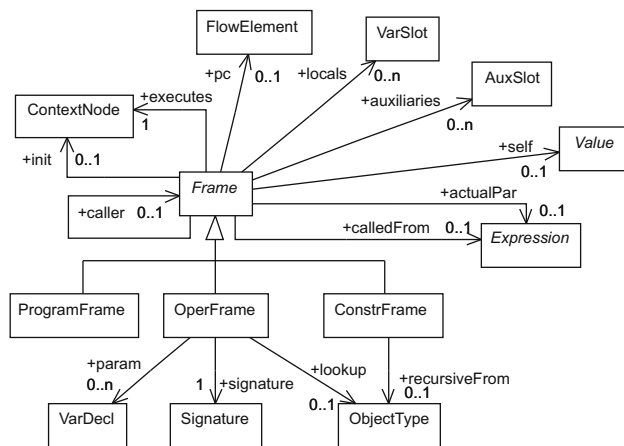 FlowElement
VarSlot
+pc
0..1
+locals
0..n
AuxSlot
ContextNode
+executes
1
+auxiliaries
0..n
+init
0..1
+self
0..1
Value
Frame
+caller
0..1
+actualPar
0..1
+calledFrom
0..1
Expression
ProgramFrame
OperFrame
ConstrFrame
+param
0..n
1
+signature
+lookup
0..1
+recursiveFrom
0..1
VarDecl
Signature
ObjectType